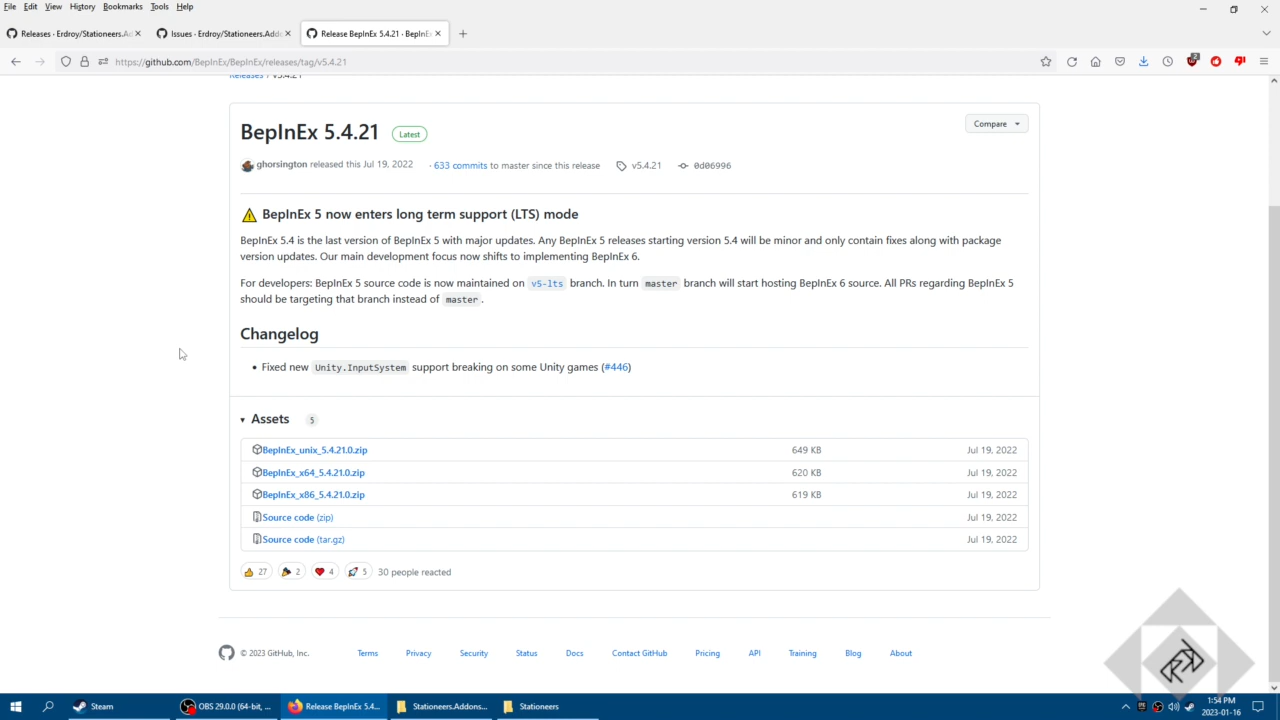 File Edit View History Bookmarks Tools Help
Releases · Erdroy/Stationeers.Ad
Issues · Erdroy/Stationeers.Addo
Release BepInEx 5.4.21 · BepInEx
https://github.com/BepInEx/BepInEx/releases/tag/v5.4.21
2
Releases / v5.4.21
BepInEx 5.4.21 Latest
Compare
ghorsington released this Jul 19, 2022 · 633 commits to master since this release v5.4.21 0d06996
BepInEx 5 now enters long term support (LTS) mode
BepInEx 5.4 is the last version of BepInEx 5 with major updates. Any BepInEx 5 releases starting version 5.4 will be minor and only contain fixes along with package
version updates. Our main development focus now shifts to implementing BepInEx 6.
For developers: BepInEx 5 source code is now maintained on v5-lts branch. In turn master branch will start hosting BepInEx 6 source. All PRs regarding BepInEx 5
should be targeting that branch instead of master.
Changelog
• Fixed new Unity.InputSystem support breaking on some Unity games (#446)
Assets 5
BepInEx_unix_5.4.21.0.zip 649 KB Jul 19, 2022
BepInEx_x64_5.4.21.0.zip 620 KB Jul 19, 2022
BepInEx_x86_5.4.21.0.zip 619 KB Jul 19, 2022
Source code (zip) Jul 19, 2022
Source code (tar.gz) Jul 19, 2022
27 2 4 5 30 people reacted
© 2023 GitHub, Inc. Terms Privacy Security Status Docs Contact GitHub Pricing API Training Blog About
Steam
OBS 29.0.0 (64-bit, ...
Release BepInEx 5.4...
Stationeers.Addons...
Stationeers
1:54 PM
2023-01-16